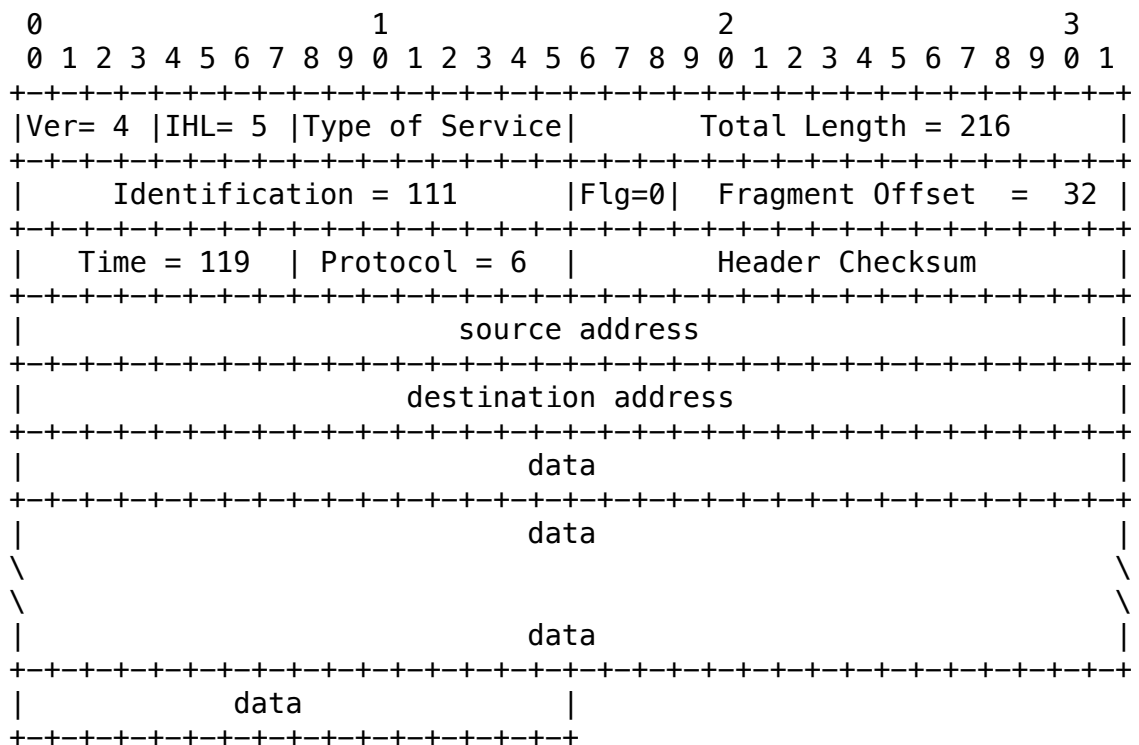 0                   1                   2                   3
 0 1 2 3 4 5 6 7 8 9 0 1 2 3 4 5 6 7 8 9 0 1 2 3 4 5 6 7 8 9 0 1
+-+-+-+-+-+-+-+-+-+-+-+-+-+-+-+-+-+-+-+-+-+-+-+-+-+-+-+-+-+-+-+-+
|Ver= 4 |IHL= 5 |Type of Service|       Total Length = 216      |
+-+-+-+-+-+-+-+-+-+-+-+-+-+-+-+-+-+-+-+-+-+-+-+-+-+-+-+-+-+-+-+-+
|     Identification = 111      |Flg=0|  Fragment Offset  =  32 |
+-+-+-+-+-+-+-+-+-+-+-+-+-+-+-+-+-+-+-+-+-+-+-+-+-+-+-+-+-+-+-+-+
|   Time = 119  | Protocol = 6  |        Header Checksum        |
+-+-+-+-+-+-+-+-+-+-+-+-+-+-+-+-+-+-+-+-+-+-+-+-+-+-+-+-+-+-+-+-+
|                         source address                        |
+-+-+-+-+-+-+-+-+-+-+-+-+-+-+-+-+-+-+-+-+-+-+-+-+-+-+-+-+-+-+-+-+
|                      destination address                      |
+-+-+-+-+-+-+-+-+-+-+-+-+-+-+-+-+-+-+-+-+-+-+-+-+-+-+-+-+-+-+-+-+
|                             data                              |
+-+-+-+-+-+-+-+-+-+-+-+-+-+-+-+-+-+-+-+-+-+-+-+-+-+-+-+-+-+-+-+-+
|                             data                              |
\                                                               \
\                                                               \
|                             data                              |
+-+-+-+-+-+-+-+-+-+-+-+-+-+-+-+-+-+-+-+-+-+-+-+-+-+-+-+-+-+-+-+-+
|            data               |
+-+-+-+-+-+-+-+-+-+-+-+-+-+-+-+-+